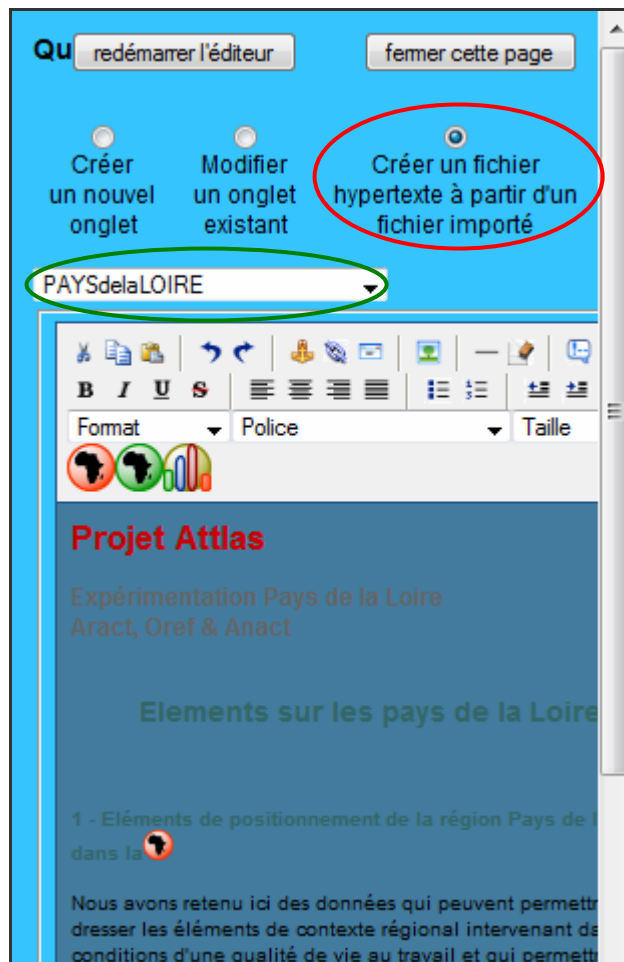 Qu redémarrer l'éditeur fermer cette page
Créer un nouvel onglet
Modifier un onglet existant
Créer un fichier hypertexte à partir d'un fichier importé
PAYSdelaLOIRE
B I U S
Format Police Taille
Projet Attlas
Expérimentation Pays de la Loire
Aract, Oref & Anact
Elements sur les pays de la Loire
1 - Eléments de positionnement de la région Pays de l
dans la
Nous avons retenu ici des données qui peuvent permettr
dresser les éléments de contexte régional intervenant da
conditions d'une qualité de vie au travail et qui permettr